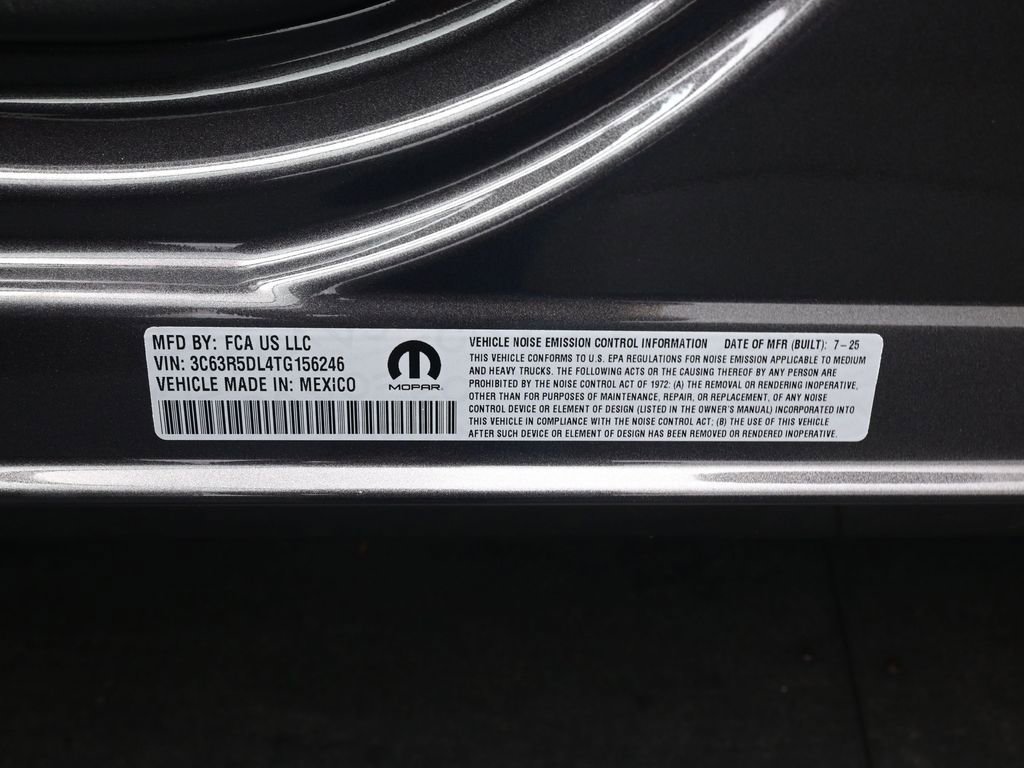 MFD BY: FCA US LLC
VIN: 3C63R5DL4TG156246
VEHICLE MADE IN: MEXICO
MOPAR
VEHICLE NOISE EMISSION CONTROL INFORMATION DATE OF MFR (BUILT): 7-25
THIS VEHICLE CONFORMS TO U.S. EPA REGULATIONS FOR NOISE EMISSION APPLICABLE TO MEDIUM
AND HEAVY TRUCKS. THE FOLLOWING ACTS OR THE CAUSING THEREOF BY ANY PERSON ARE
PROHIBITED BY THE NOISE CONTROL ACT OF 1972: (A) THE REMOVAL OR RENDERING INOPERATIVE,
OTHER THAN FOR PURPOSES OF MAINTENANCE, REPAIR, OR REPLACEMENT, OF ANY NOISE
CONTROL DEVICE OR ELEMENT OF DESIGN (LISTED IN THE OWNER'S MANUAL) INCORPORATED INTO
THIS VEHICLE IN COMPLIANCE WITH THE NOISE CONTROL ACT; (B) THE USE OF THIS VEHICLE
AFTER SUCH DEVICE OR ELEMENT OF DESIGN HAS BEEN REMOVED OR RENDERED INOPERATIVE.